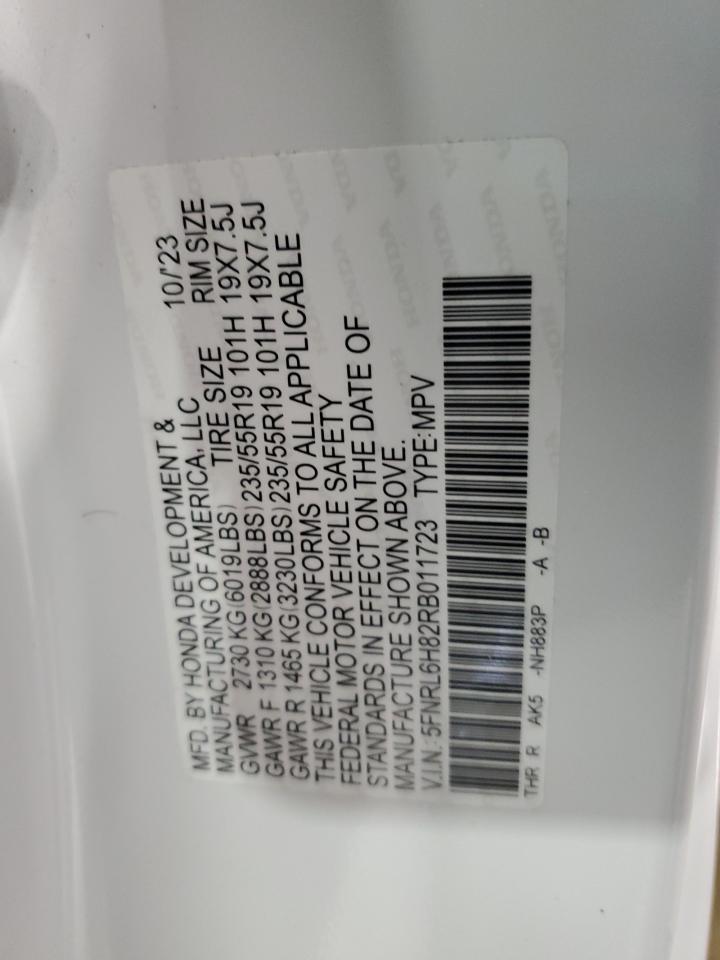 MFD. BY HONDA DEVELOPMENT & 10/'23
MANUFACTURING OF AMERICA, LLC TIRE SIZE RIM SIZE
GVWR 2730 KG(6019LBS)
GAWR F 1310 KG(2888LBS) 235/55R19 101H 19X7.5J
GAWR R 1465 KG(3230LBS) 235/55R19 101H 19X7.5J
THIS VEHICLE CONFORMS TO ALL APPLICABLE
FEDERAL MOTOR VEHICLE SAFETY
STANDARDS IN EFFECT ON THE DATE OF
MANUFACTURE SHOWN ABOVE.
V.I.N.: 5FNRL6H82RB011723 TYPE:MPV
THR R AK5 -NH883P -A -B